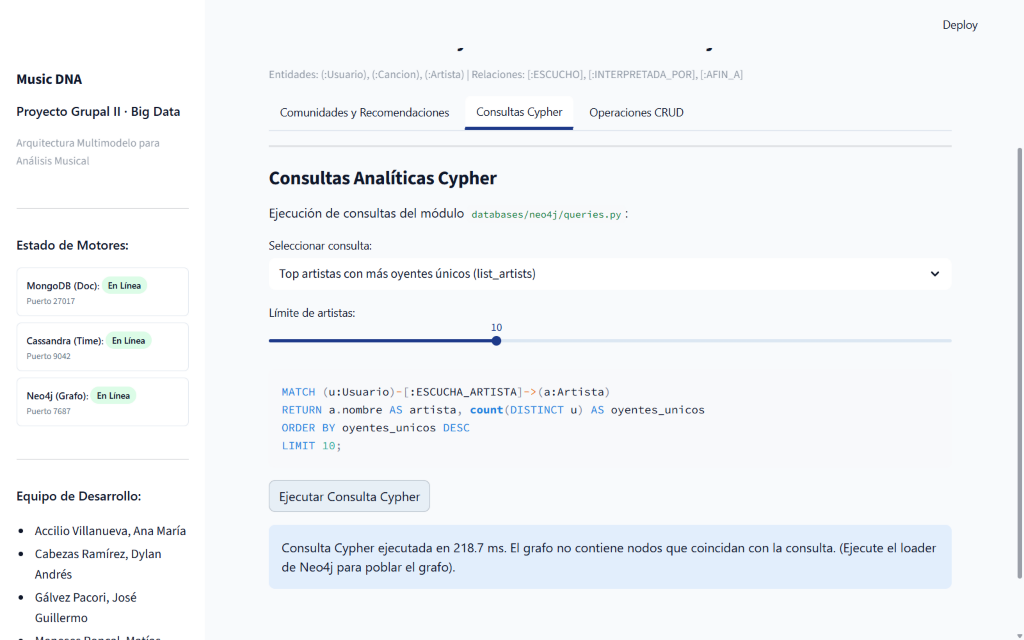 Deploy
Music DNA
Proyecto Grupal II · Big Data
Arquitectura Multimodelo para
Análisis Musical
Estado de Motores:
MongoDB (Doc): En Línea
Puerto 27017
Cassandra (Time): En Línea
Puerto 9042
Neo4j (Grafo): En Línea
Puerto 7687
Equipo de Desarrollo:
Accilio Villanueva, Ana María
Cabezas Ramírez, Dylan
Andrés
Gálvez Pacori, José
Guillermo
Entidades: (:Usuario), (:Cancion), (:Artista) | Relaciones: [:ESCUCHO], [:INTERPRETADA_POR], [:AFIN_A]
Comunidades y Recomendaciones Consultas Cypher Operaciones CRUD
Consultas Analíticas Cypher
Ejecución de consultas del módulo databases/neo4j/queries.py :
Seleccionar consulta:
Top artistas con más oyentes únicos (list_artists)
Límite de artistas:
10
MATCH (u:Usuario)-[:ESCUCHA_ARTISTA]->(a:Artista)
RETURN a.nombre AS artista, count(DISTINCT u) AS oyentes_unicos
ORDER BY oyentes_unicos DESC
LIMIT 10;
Ejecutar Consulta Cypher
Consulta Cypher ejecutada en 218.7 ms. El grafo no contiene nodos que coincidan con la consulta. (Ejecute el loader
de Neo4j para poblar el grafo).